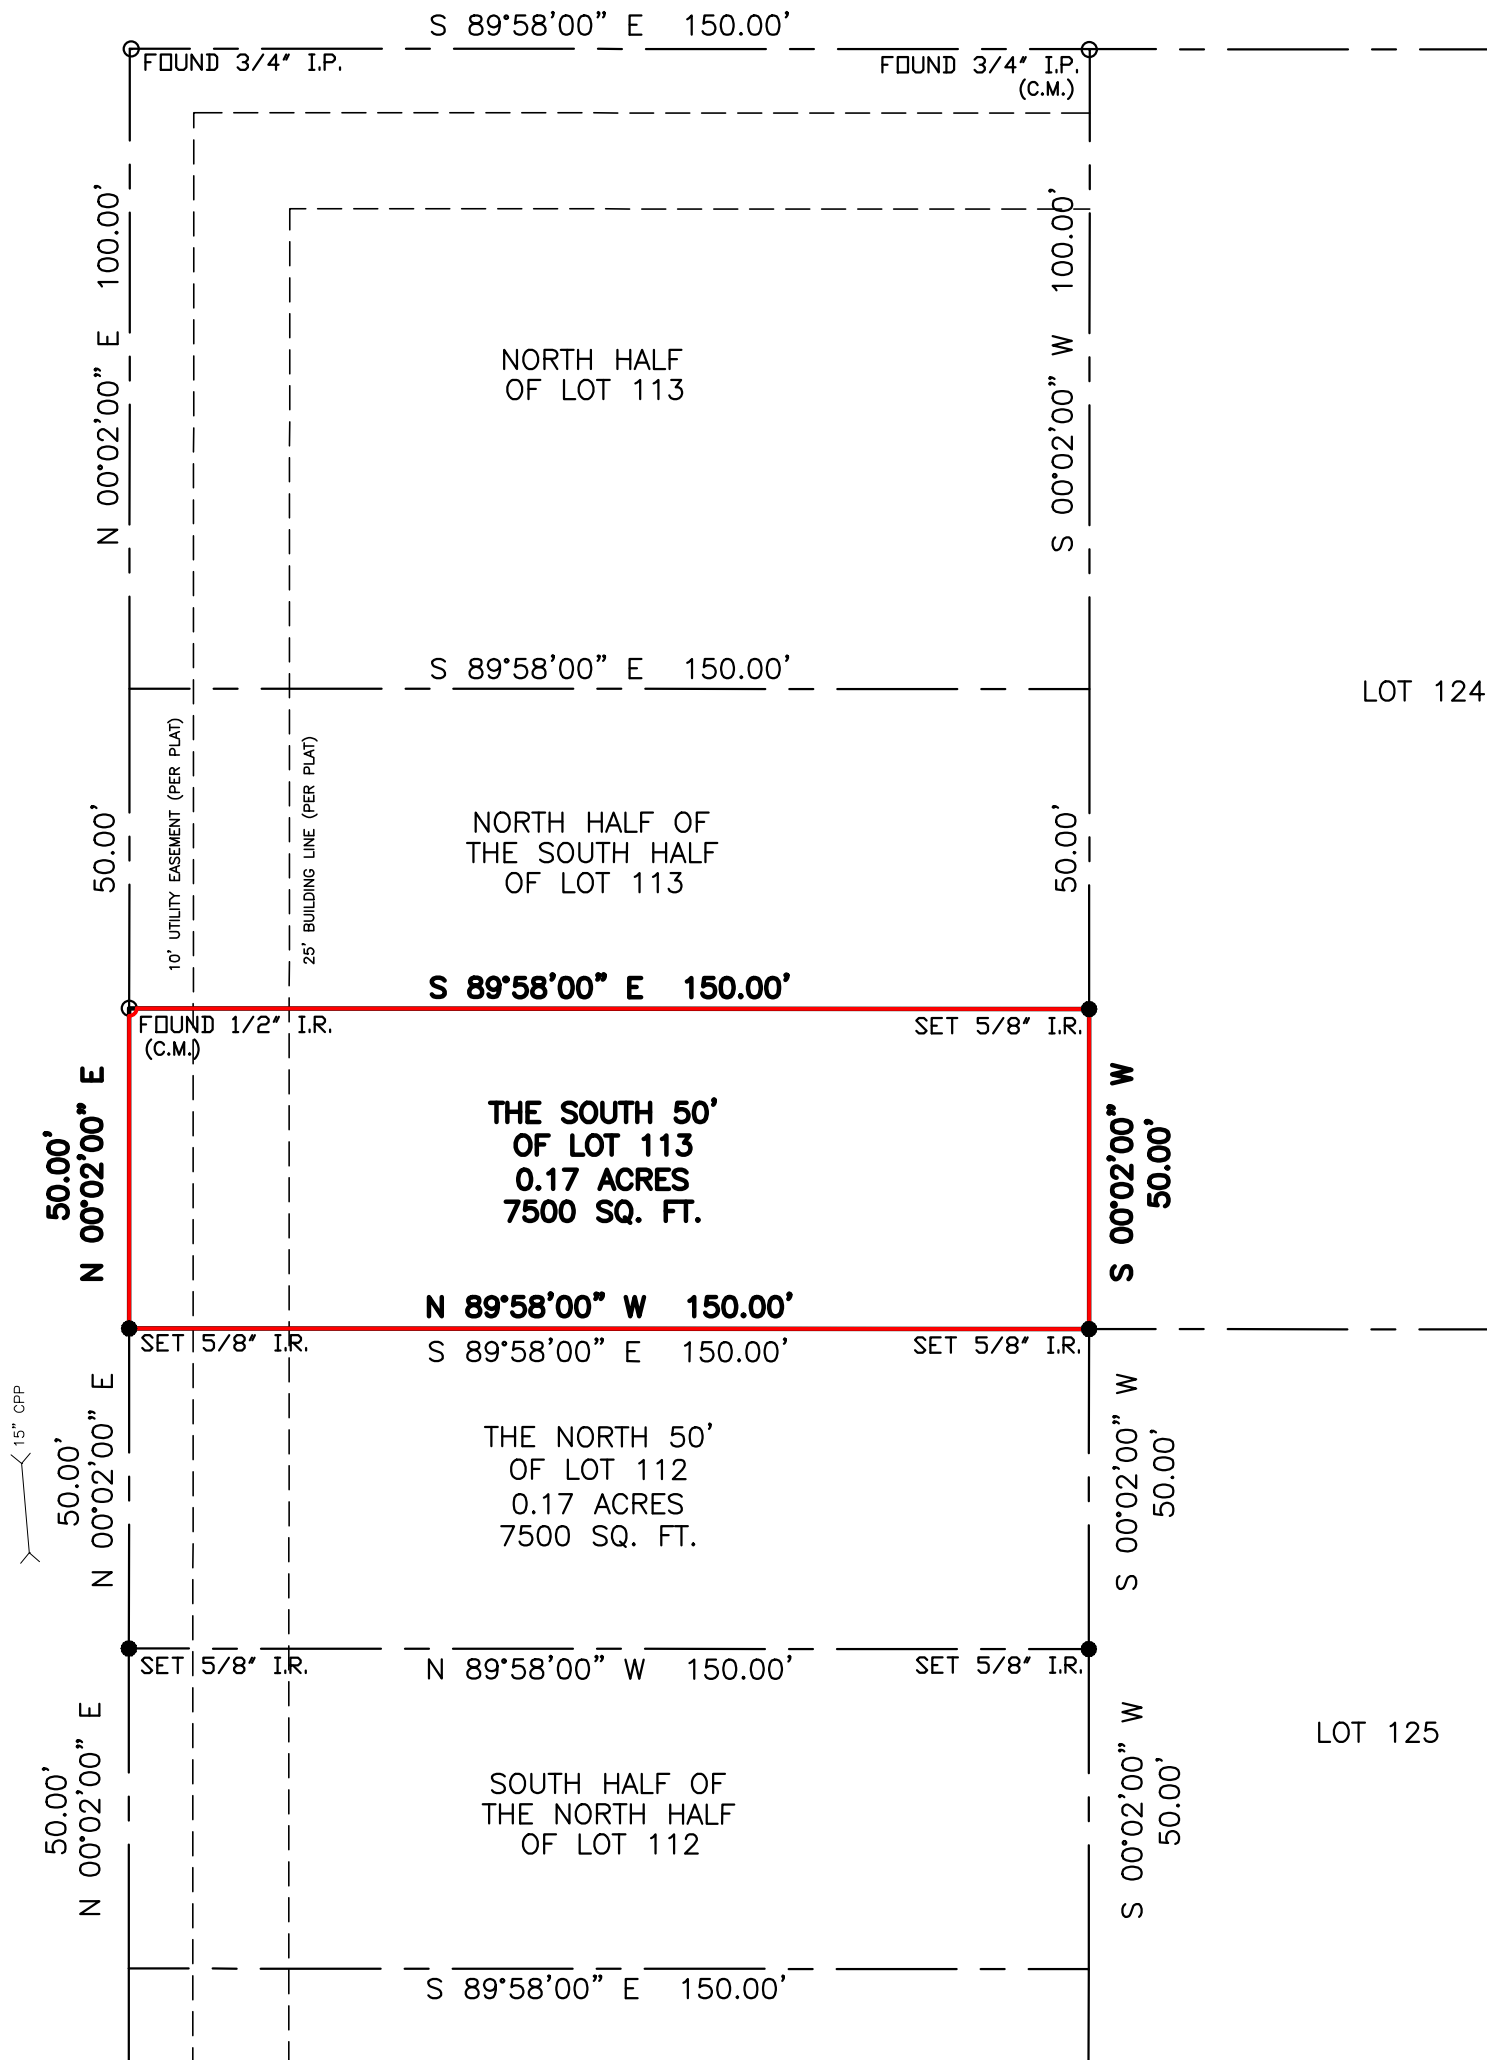 S 89°58'00" E 150.00'
FOUND 3/4" I.P.
FOUND 3/4" I.P.
(C.M.)
N 00°02'00" E 100.00'
S 00°02'00" W 100.00'
NORTH HALF
OF LOT 113
S 89°58'00" E 150.00'
LOT 124
10' UTILITY EASEMENT (PER PLAT)
25' BUILDING LINE (PER PLAT)
50.00'
NORTH HALF OF
THE SOUTH HALF
OF LOT 113
50.00'
S 89°58'00" E 150.00'
FOUND 1/2" I.R.
(C.M.)
SET 5/8" I.R.
50.00'
N 00°02'00" E
THE SOUTH 50'
OF LOT 113
0.17 ACRES
7500 SQ. FT.
S 00°02'00" W
50.00'
N 89°58'00" W 150.00'
SET 5/8" I.R.
S 89°58'00" E 150.00'
SET 5/8" I.R.
15" CPP
50.00'
N 00°02'00" E
THE NORTH 50'
OF LOT 112
0.17 ACRES
7500 SQ. FT.
S 00°02'00" W
50.00'
SET 5/8" I.R.
N 89°58'00" W 150.00'
SET 5/8" I.R.
50.00'
N 00°02'00" E
SOUTH HALF OF
THE NORTH HALF
OF LOT 112
S 00°02'00" W
50.00'
LOT 125
S 89°58'00" E 150.00'